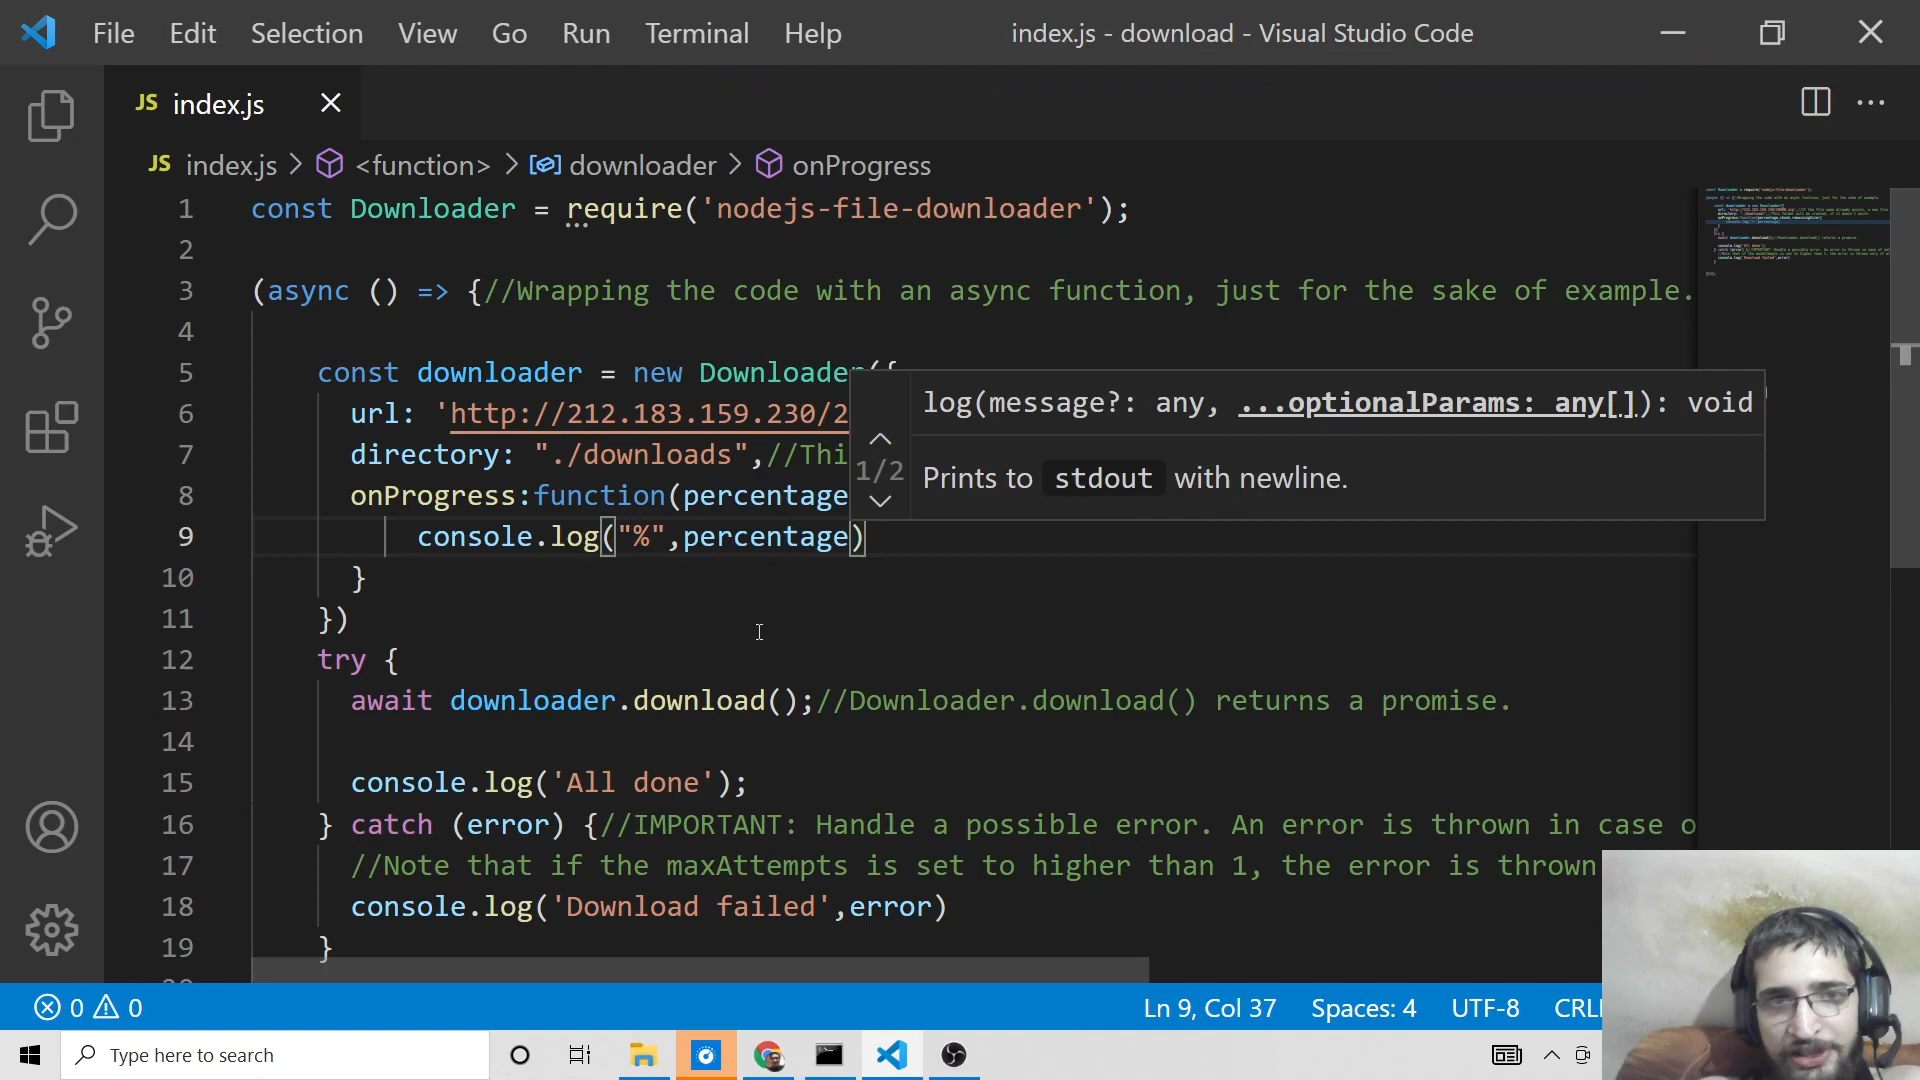 File Edit Selection View Go Run Terminal Help index.js - download - Visual Studio Code
JS index.js
JS index.js > <function> > downloader > onProgress
1 const Downloader = require('nodejs-file-downloader');
2
3 (async () => {//Wrapping the code with an async function, just for the sake of example.
4
5 const downloader = new Downloader({
6 url: 'http://212.183.159.230/2
7 directory: "./downloads",//Thi
8 onProgress:function(percentage
9 console.log("%",percentage)
log(message?: any, ...optionalParams: any[]): void
1/2
Prints to stdout with newline.
10 }
11 })
12 try {
13 await downloader.download();//Downloader.download() returns a promise.
14
15 console.log('All done');
16 } catch (error) {//IMPORTANT: Handle a possible error. An error is thrown in case o
17 //Note that if the maxAttempts is set to higher than 1, the error is thrown
18 console.log('Download failed',error)
19 }
0 0 Ln 9, Col 37 Spaces: 4 UTF-8 CRL
Type here to search